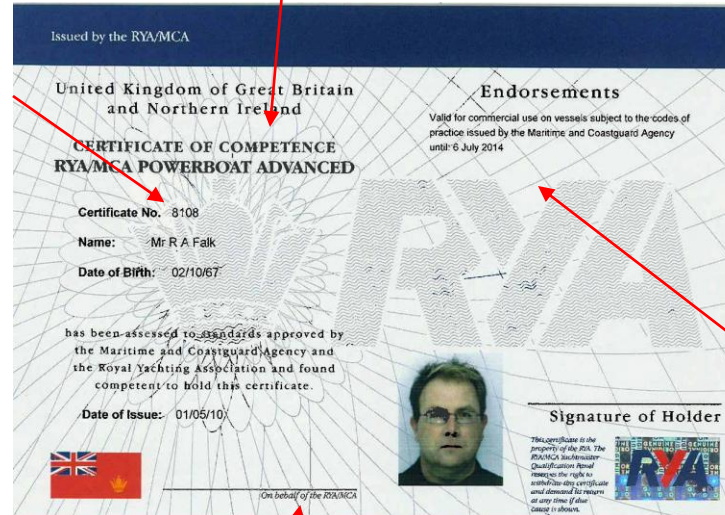 Issued by the RYA/MCA
United Kingdom of Great Britain
and Northern Ireland
CERTIFICATE OF COMPETENCE
RYA/MCA POWERBOAT ADVANCED
Certificate No. 8108
Name: Mr R A Falk
Date of Birth: 02/10/67
has been assessed to standards approved by
the Maritime and Coastguard Agency and
the Royal Yachting Association and found
competent to hold this certificate.
Date of Issue: 01/05/10
On behalf of the RYA/MCA
Endorsements
Valid for commercial use on vessels subject to the codes of
practice issued by the Maritime and Coastguard Agency
until: 6 July 2014
RYA
Signature of Holder
This certificate is the
property of the RYA. The
RYA/MCA Yachtmaster
Qualification Panel
reserves the right to
withdraw any certificate
and demand its return
at any time if due
cause is shown.
RYA